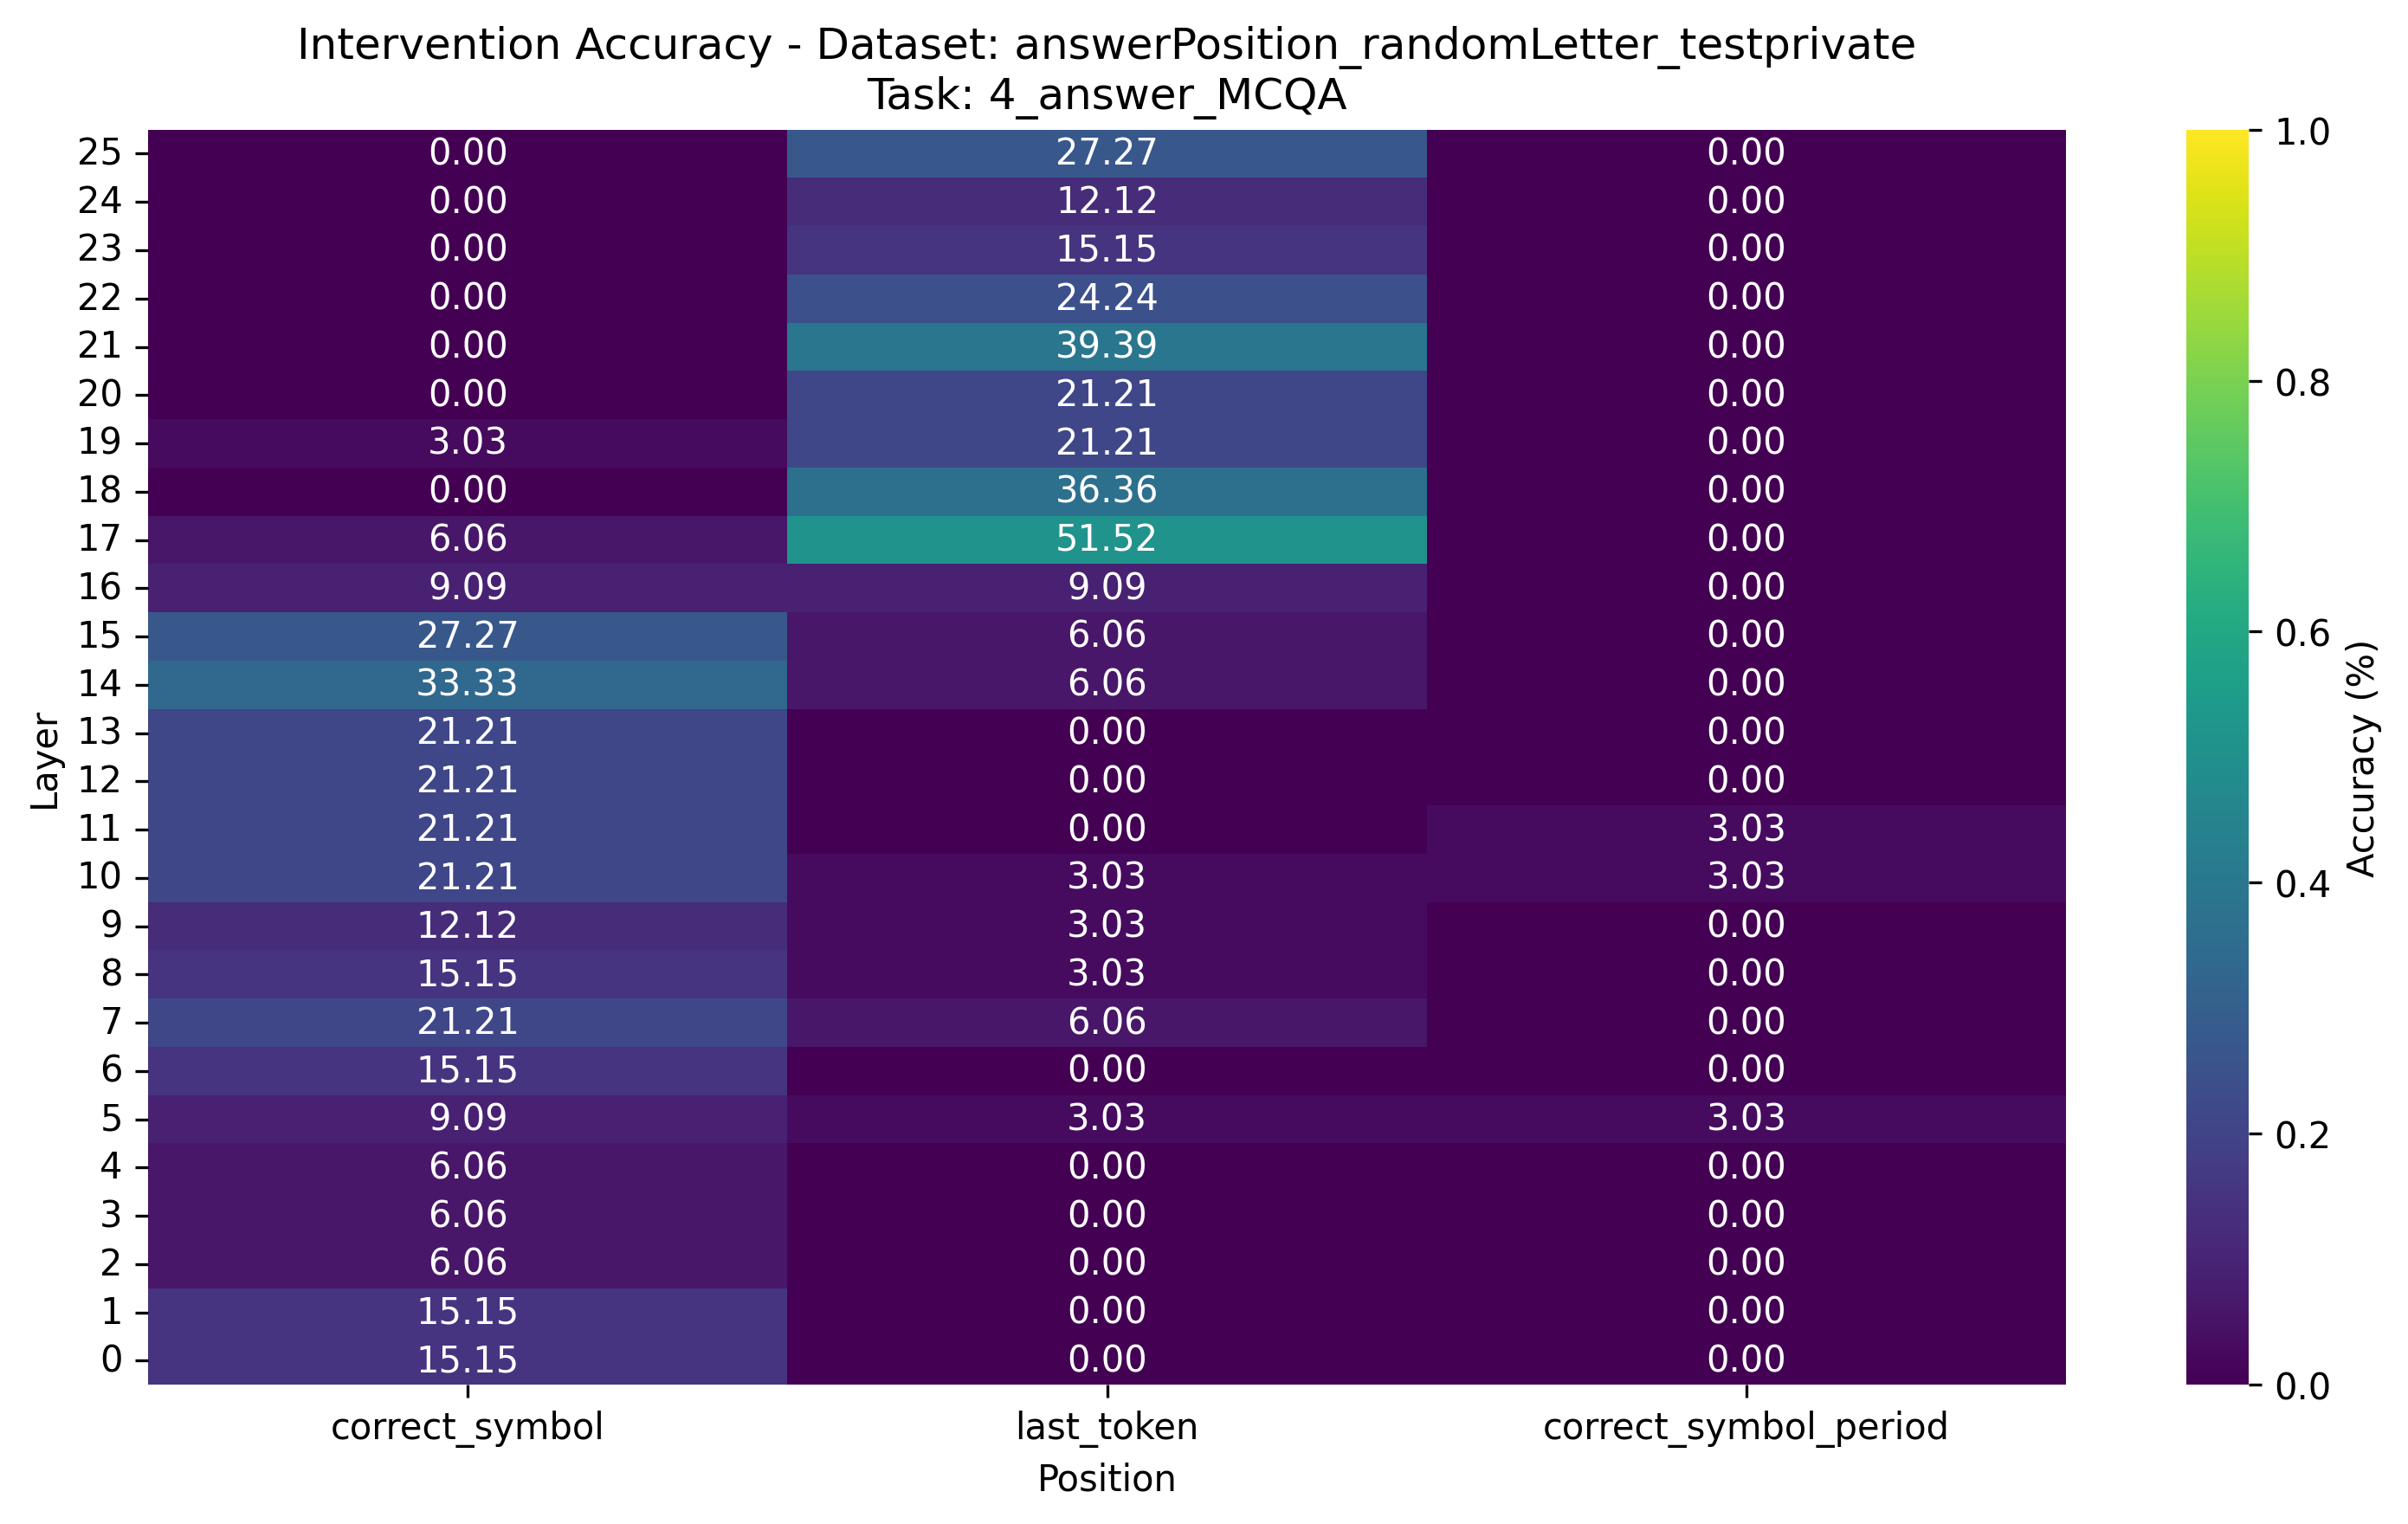 Intervention Accuracy - Dataset: answerPosition_randomLetter_testprivate
Task: 4_answer_MCQA
25 0.00 27.27 0.00
24 0.00 12.12 0.00
23 0.00 15.15 0.00
22 0.00 24.24 0.00
21 0.00 39.39 0.00
20 0.00 21.21 0.00
19 3.03 21.21 0.00
18 0.00 36.36 0.00
17 6.06 51.52 0.00
16 9.09 9.09 0.00
15 27.27 6.06 0.00
14 33.33 6.06 0.00
13 21.21 0.00 0.00
12 21.21 0.00 0.00
11 21.21 0.00 3.03
10 21.21 3.03 3.03
9 12.12 3.03 0.00
8 15.15 3.03 0.00
7 21.21 6.06 0.00
6 15.15 0.00 0.00
5 9.09 3.03 3.03
4 6.06 0.00 0.00
3 6.06 0.00 0.00
2 6.06 0.00 0.00
1 15.15 0.00 0.00
0 15.15 0.00 0.00
Layer
correct_symbol last_token correct_symbol_period
Position
1.0
0.8
0.6
0.4
0.2
0.0
Accuracy (%)